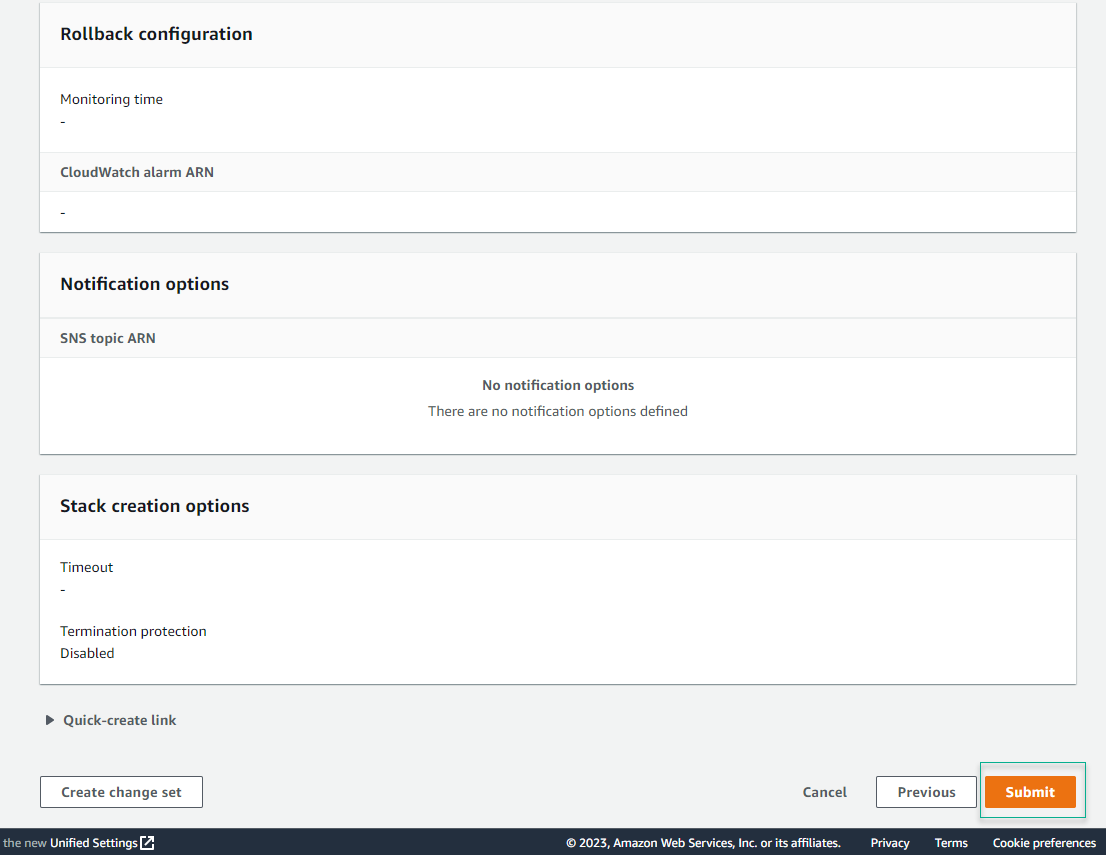 Rollback configuration
Monitoring time
-
CloudWatch alarm ARN
-
Notification options
SNS topic ARN
No notification options
There are no notification options defined
Stack creation options
Timeout
-
Termination protection
Disabled
Quick-create link
Create change set Cancel Previous Submit
the new Unified Settings © 2023, Amazon Web Services, Inc. or its affiliates. Privacy Terms Cookie preferences